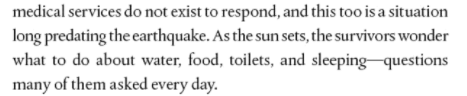 medical services do not exist to respond, and this too is a situation
long predating the earthquake. As the sun sets, the survivors wonder
what to do about water, food, toilets, and sleeping—questions
many of them asked every day.